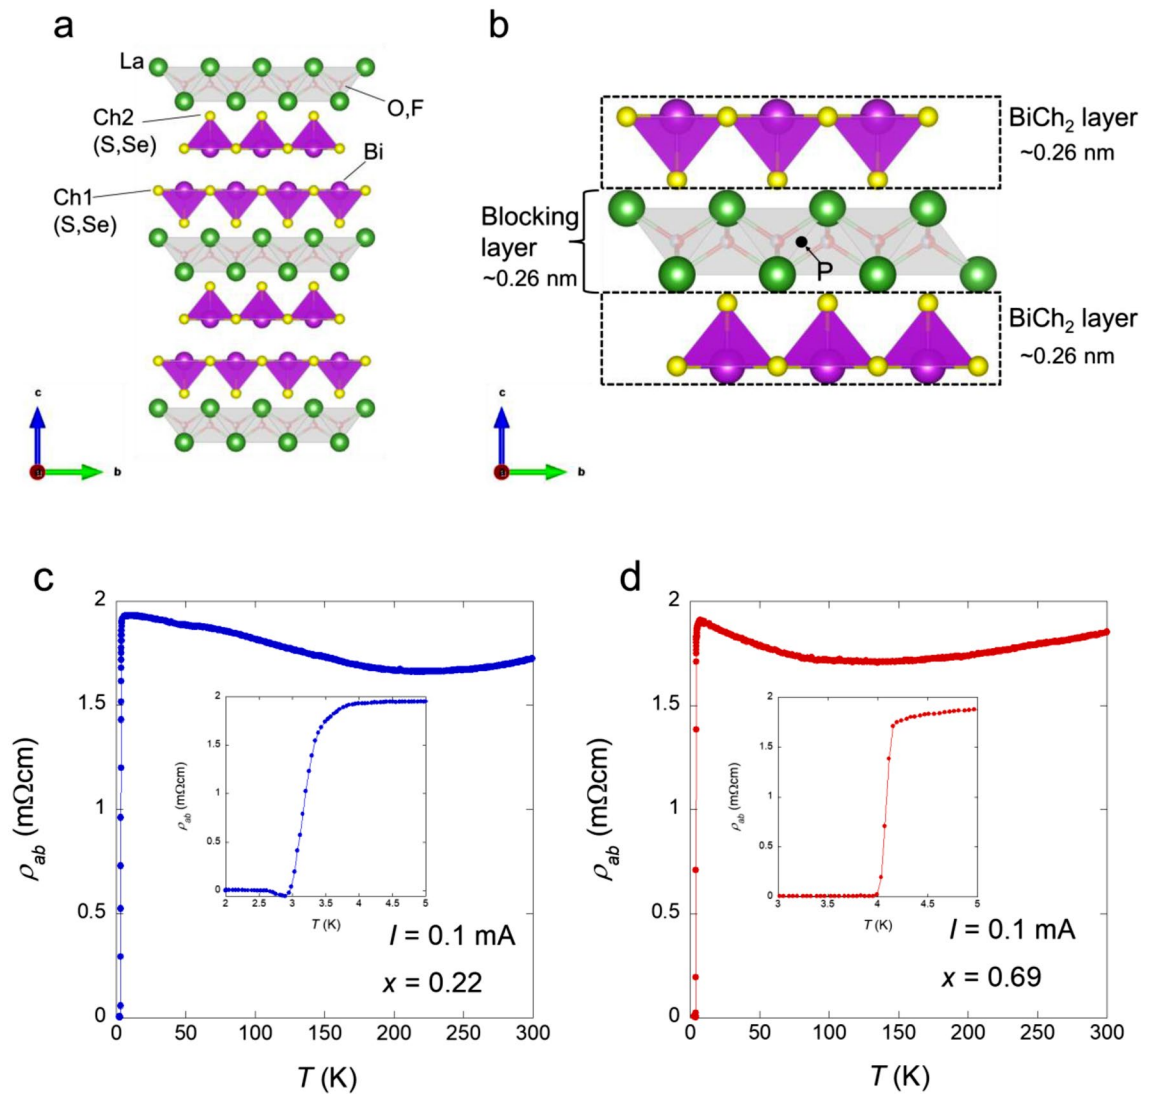 a
La
O,F
Ch2
(S,Se)
Bi
Ch1
(S,Se)
c
b
b
BiCh2 layer
~0.26 nm
Blocking
layer
~0.26 nm
P
BiCh2 layer
~0.26 nm
c
b
c
2
1.5
1
0.5
0
0 50 100 150 200 250 300
ρab (mΩcm)
T (K)
2
1.5
1
0.5
0
2 2.5 3 3.5 4 4.5 5
ρab (mΩcm)
T (K)
I = 0.1 mA
x = 0.22
d
2
1.5
1
0.5
0
0 50 100 150 200 250 300
ρab (mΩcm)
T (K)
2
1.5
1
0.5
0
3 3.5 4 4.5 5
ρab (mΩcm)
T (K)
I = 0.1 mA
x = 0.69